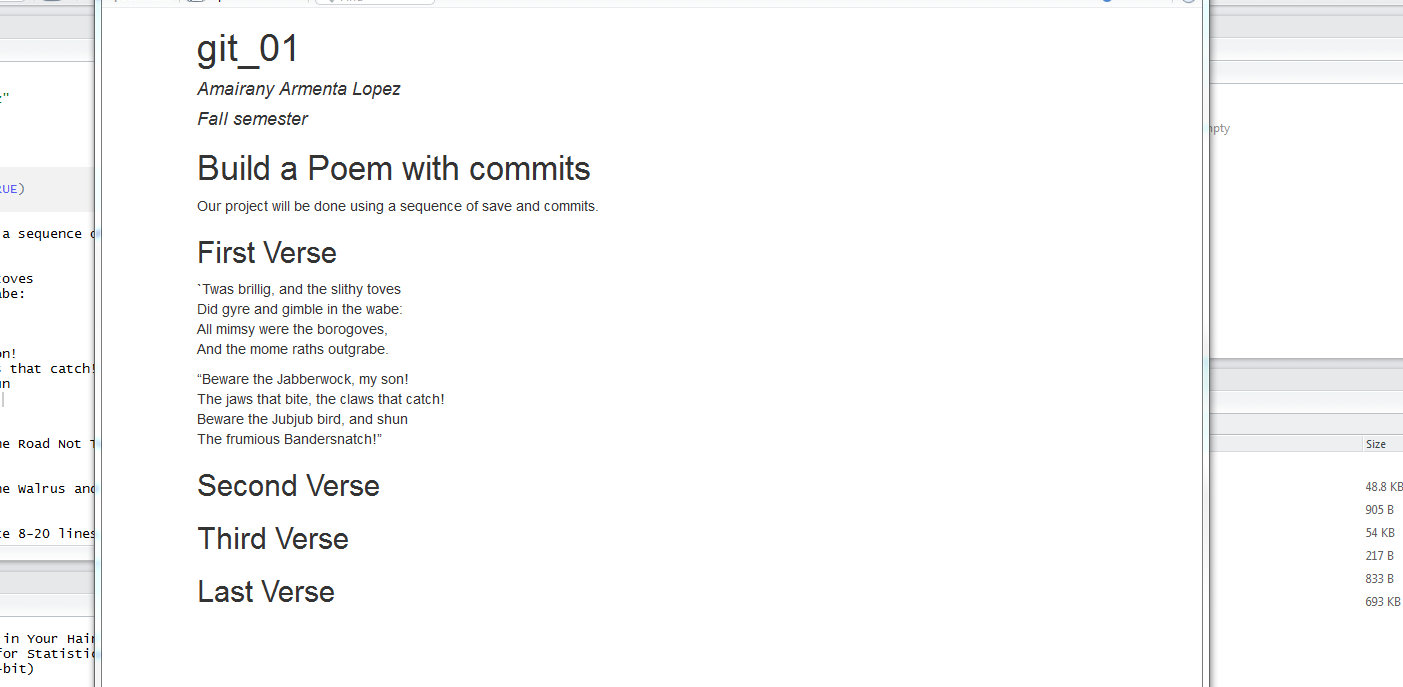 git_01
Amairany Armenta Lopez
Fall semester
Build a Poem with commits
Our project will be done using a sequence of save and commits.
First Verse
`Twas brillig, and the slithy toves
Did gyre and gimble in the wabe:
All mimsy were the borogoves,
And the mome raths outgrabe.
“Beware the Jabberwock, my son!
The jaws that bite, the claws that catch!
Beware the Jubjub bird, and shun
The frumious Bandersnatch!”
Second Verse
Third Verse
Last Verse
RUE)
a sequence
toves
abe:
on!
that catch!
un
he Road Not
he Walrus and
te 8-20 lines
in Your Hair
for Statistic
-bit)
mpty
Size
48.8 KB
905 B
54 KB
217 B
833 B
693 KB